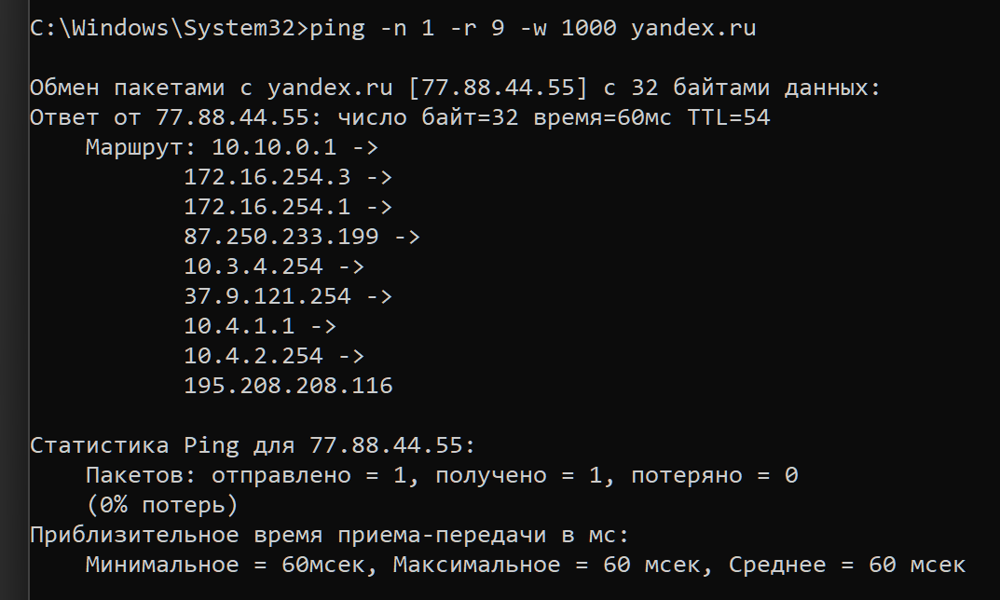 C:\Windows\System32>ping -n 1 -r 9 -w 1000 yandex.ru
Обмен пакетами с yandex.ru [77.88.44.55] с 32 байтами данных:
Ответ от 77.88.44.55: число байт=32 время=60мс TTL=54
Маршрут: 10.10.0.1 ->
172.16.254.3 ->
172.16.254.1 ->
87.250.233.199 ->
10.3.4.254 ->
37.9.121.254 ->
10.4.1.1 ->
10.4.2.254 ->
195.208.208.116
Статистика Ping для 77.88.44.55:
Пакетов: отправлено = 1, получено = 1, потеряно = 0
(0% потерь)
Приблизительное время приема-передачи в мс:
Минимальное = 60мсек, Максимальное = 60 мсек, Среднее = 60 мсек